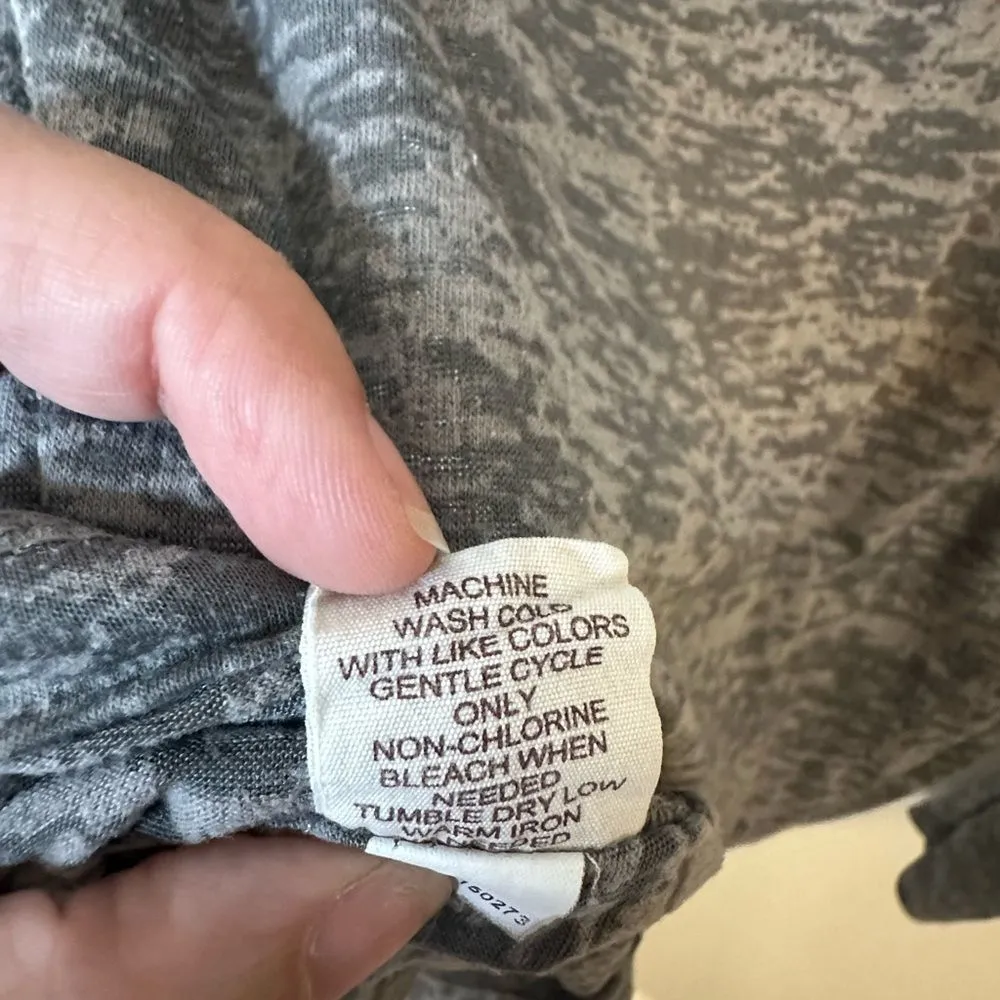 MACHINE
WASH COLD
WITH LIKE COLORS
GENTLE CYCLE
ONLY
NON-CHLORINE
BLEACH WHEN
NEEDED
TUMBLE DRY LOW
WARM IRON